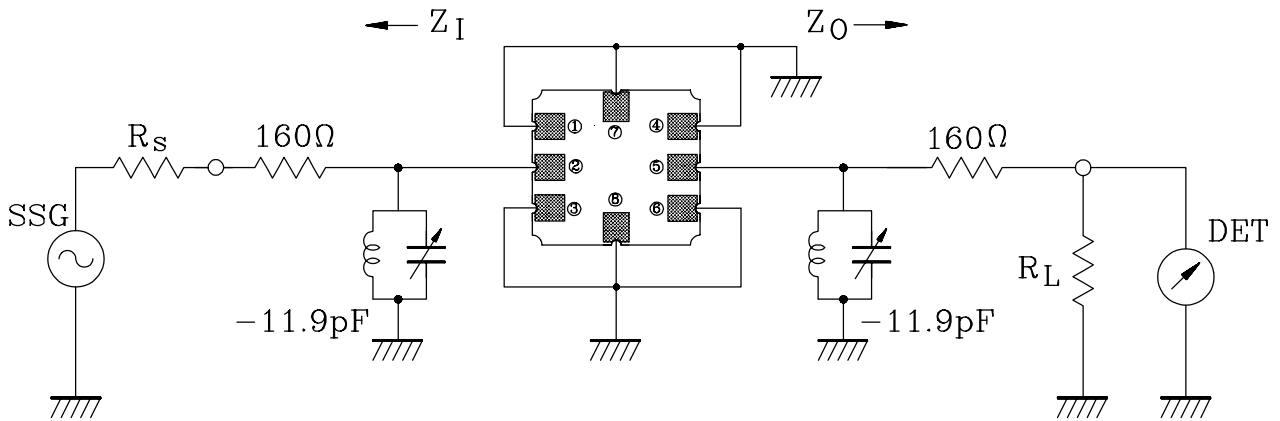 Z_I
Z_O
R_s
160Ω
160Ω
① ⑦ ④
② ⑤
③ ⑧ ⑥
SSG
DET
R_L
-11.9pF
-11.9pF